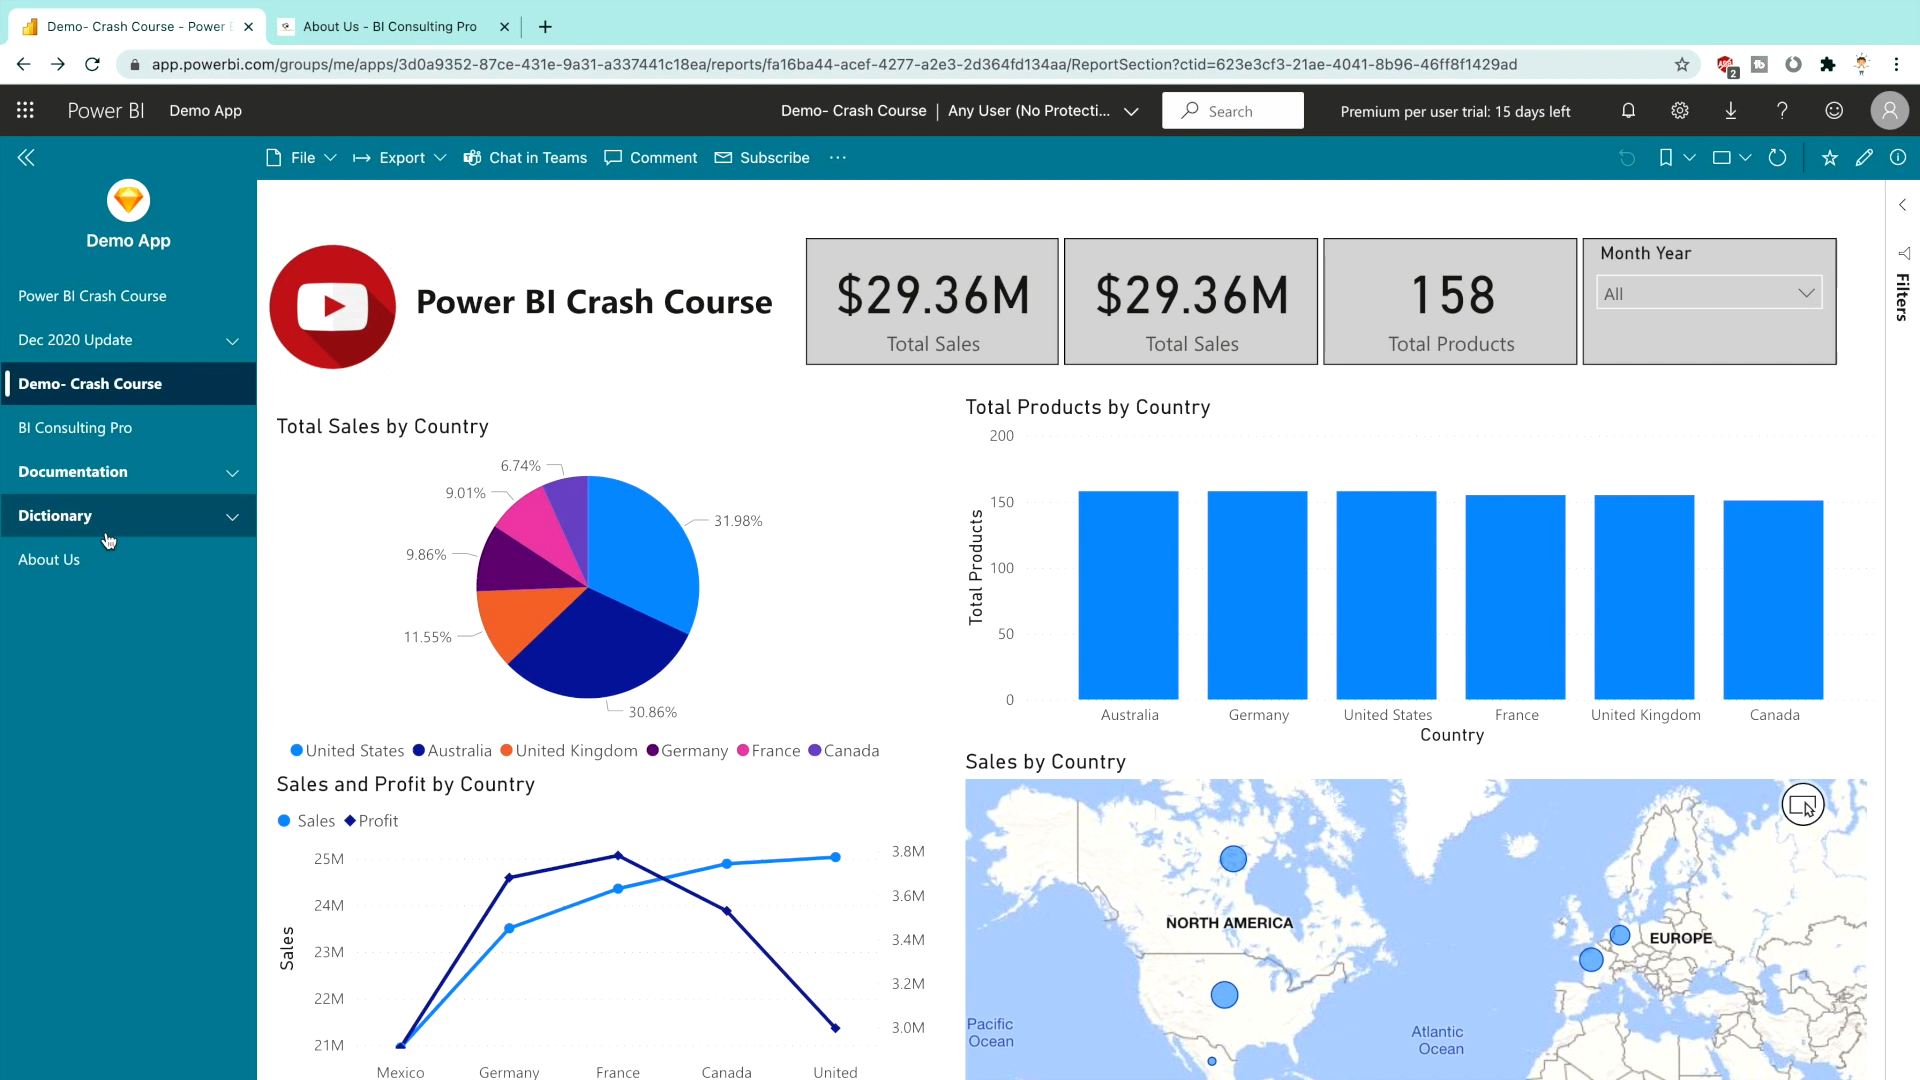 Demo- Crash Course - Power
About Us - BI Consulting Pro
app.powerbi.com/groups/me/apps/3d0a9352-87ce-431e-9a31-a337441c18ea/reports/fa16ba44-acef-4277-a2e3-2d364fd134aa/ReportSection?ctid=623e3cf3-21ae-4041-8b96-46ff8f1429ad
2
Power BI Demo App
Demo- Crash Course | Any User (No Protecti...
Search
Premium per user trial: 15 days left
File
Export
Chat in Teams
Comment
Subscribe
Demo App
Power BI Crash Course
Dec 2020 Update
Demo- Crash Course
BI Consulting Pro
Documentation
Dictionary
About Us
Power BI Crash Course
$29.36M
Total Sales
$29.36M
Total Sales
158
Total Products
Month Year
All
Filters
Total Sales by Country
6.74%
9.01%
9.86%
11.55%
31.98%
30.86%
United States Australia United Kingdom Germany France Canada
Total Products by Country
200
150
100
50
0
Total Products
Australia Germany United States France United Kingdom Canada
Country
Sales and Profit by Country
Sales Profit
25M
24M
23M
22M
21M
Sales
3.8M
3.6M
3.4M
3.2M
3.0M
Mexico Germany France Canada United
Sales by Country
NORTH AMERICA
EUROPE
Pacific
Ocean
Atlantic
Ocean